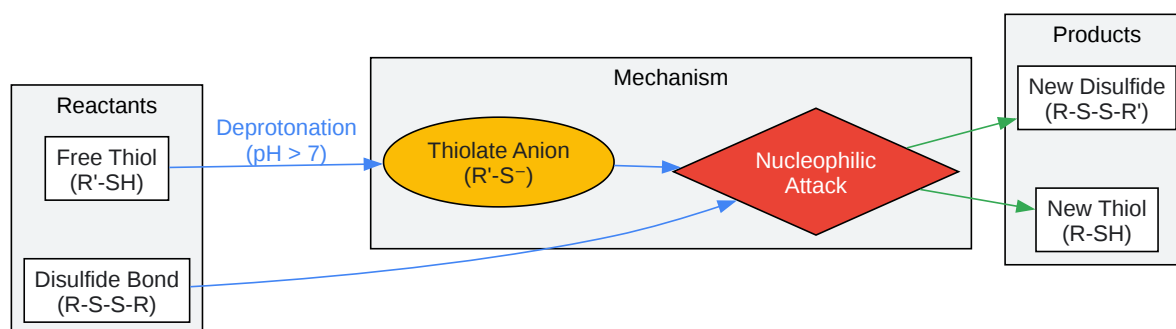 Reactants
Free Thiol
(R'-SH)
Disulfide Bond
(R-S-S-R)
Deprotonation
(pH > 7)
Mechanism
Thiolate Anion
(R'-S⁻)
Nucleophilic
Attack
Products
New Disulfide
(R-S-S-R')
New Thiol
(R-SH)